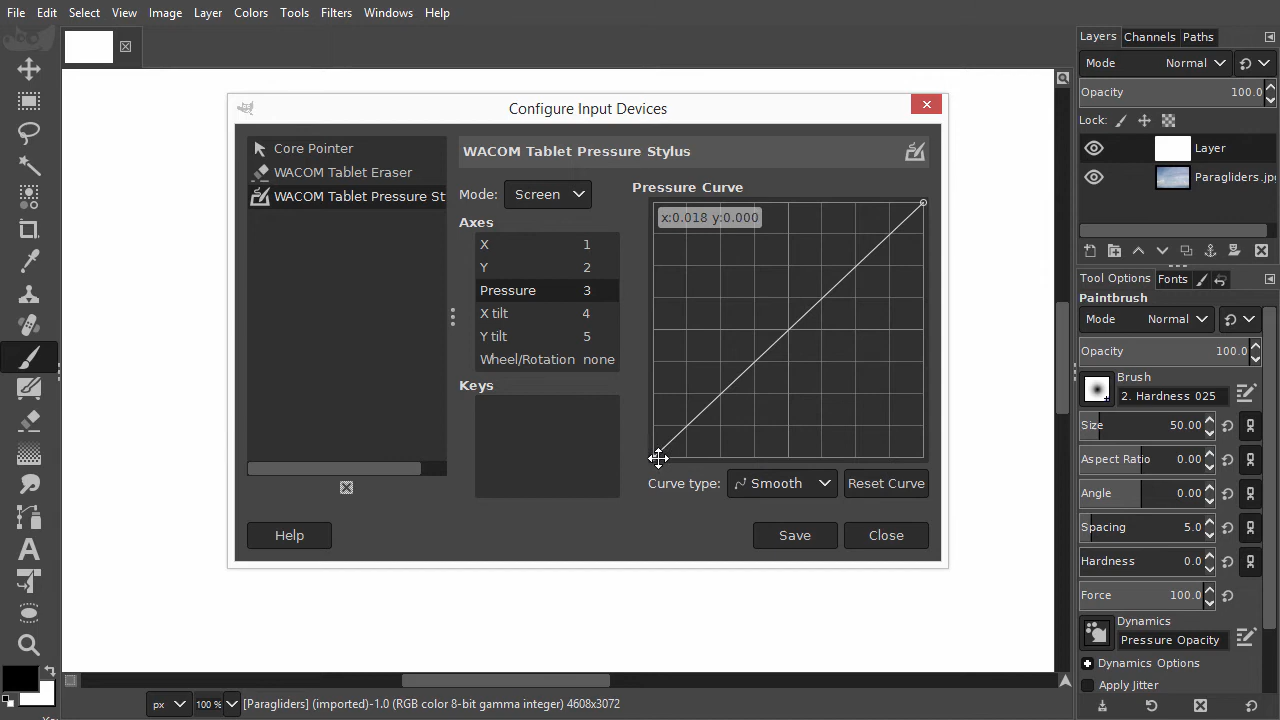 File Edit Select View Image Layer Colors Tools Filters Windows Help
Configure Input Devices
Core Pointer
WACOM Tablet Eraser
WACOM Tablet Pressure St
WACOM Tablet Pressure Stylus
Mode: Screen
Axes
X 1
Y 2
Pressure 3
X tilt 4
Y tilt 5
Wheel/Rotation none
Keys
Pressure Curve
x:0.018 y:0.000
Curve type: Smooth Reset Curve
Help Save Close
Layers Channels Paths
Mode Normal
Opacity 100.0
Lock:
Layer
Paragliders.jpg
Tool Options Fonts
Paintbrush
Mode Normal
Opacity 100.0
Brush
2. Hardness 025
Size 50.00
Aspect Ratio 0.00
Angle 0.00
Spacing 5.0
Hardness 0.0
Force 100.0
Dynamics
Pressure Opacity
Dynamics Options
Apply Jitter
px 100 % [Paragliders] (imported)-1.0 (RGB color 8-bit gamma integer) 4608x3072